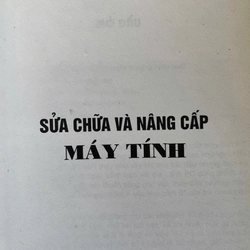 SỬA CHỮA VÀ NÂNG CẤP
MÁY TÍNH